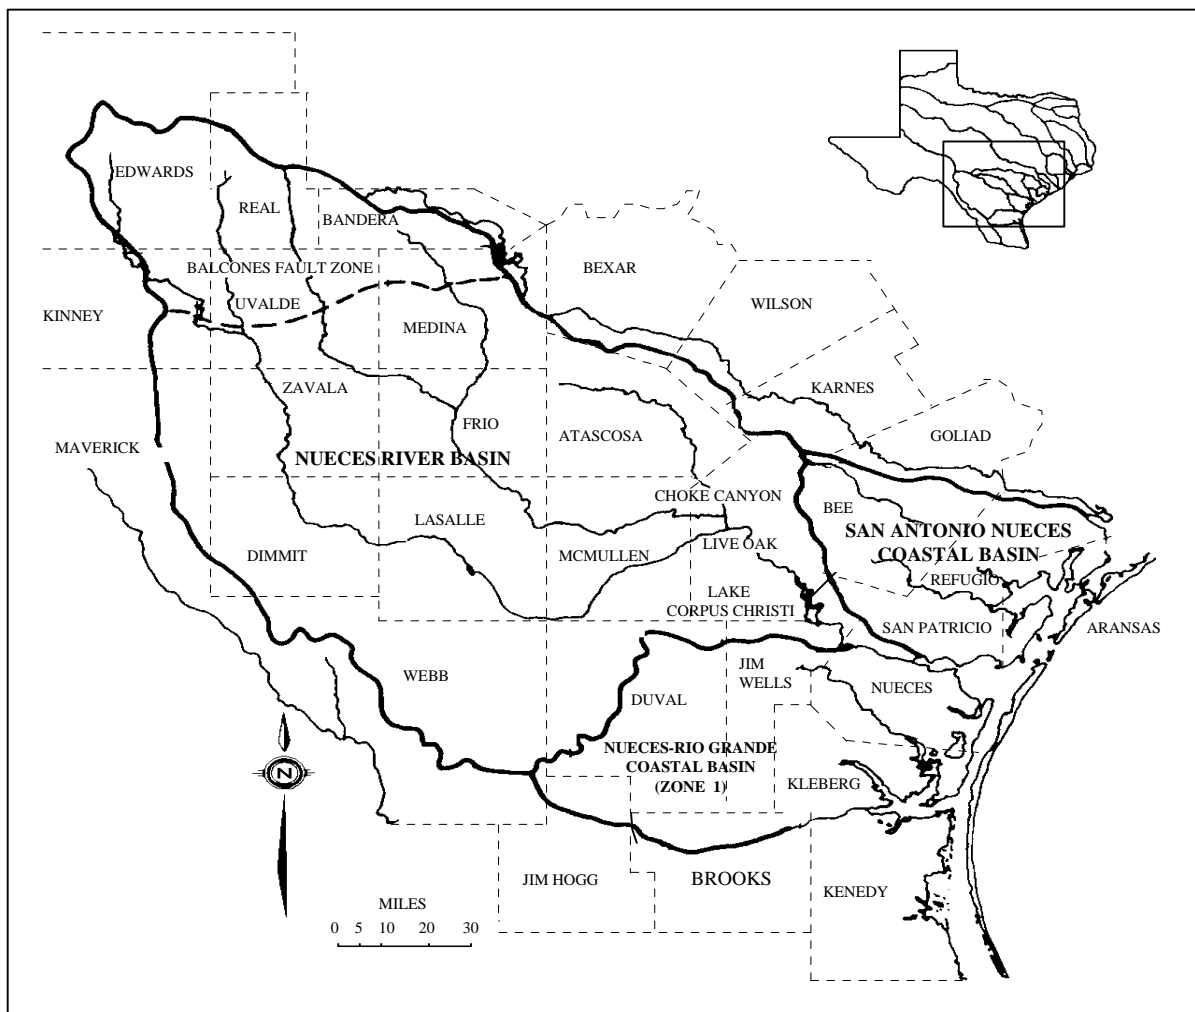 EDWARDS
REAL
BANDERA
BALCONES FAULT ZONE
BEXAR
UVALDE
WILSON
KINNEY
MEDINA
ZAVALA
KARNES
FRIO
ATASCOSA
GOLIAD
MAVERICK
NUECES RIVER BASIN
CHOKE CANYON
BEE
LASALLE
SAN ANTONIO NUECES
COASTAL BASIN
DIMMIT
MCMULLEN
LIVE OAK
REFUGIO
LAKE
CORPUS CHRISTI
SAN PATRICIO
ARANSAS
WEBB
JIM
WELLS
DUVAL
NUECES
NUECES-RIO GRANDE
COASTAL BASIN
(ZONE 1)
KLEBERG
N
JIM HOGG
BROOKS
KENEDY
MILES
0 5 10 20 30